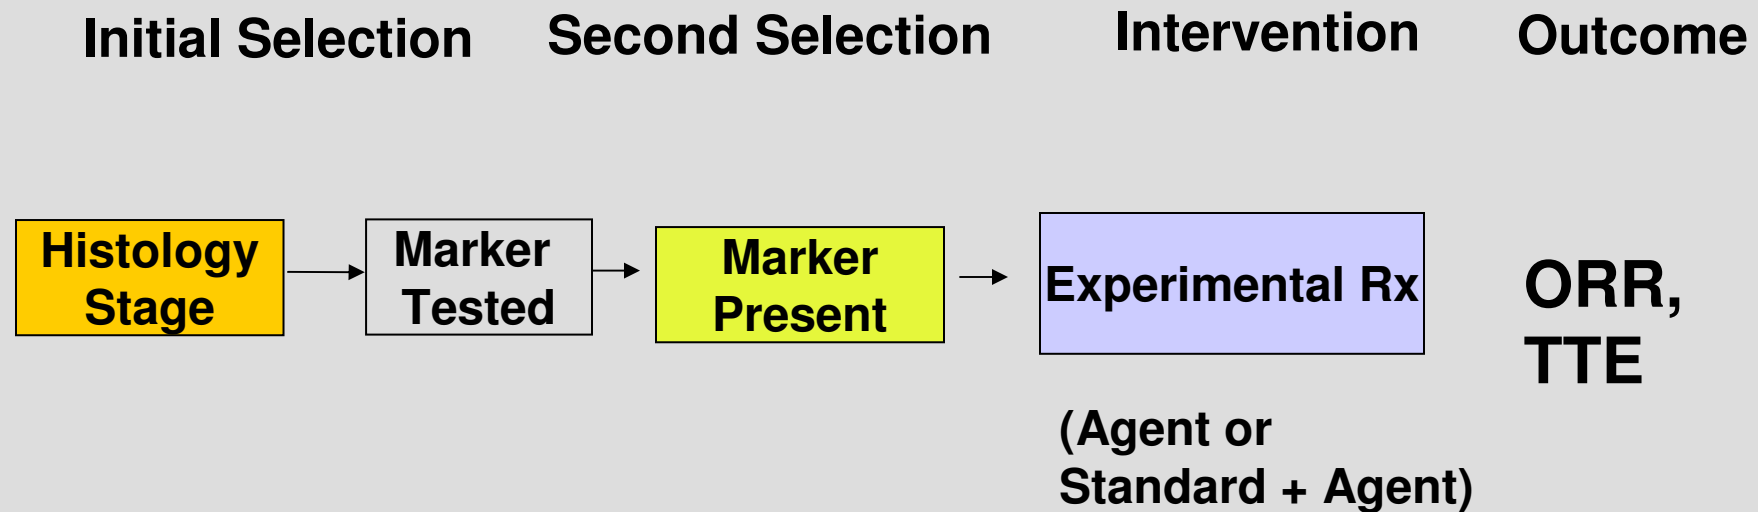 Initial Selection
Second Selection
Intervention
Outcome
Histology
Stage
Marker
Tested
Marker
Present
Experimental Rx
ORR,
TTE
(Agent or
Standard + Agent)